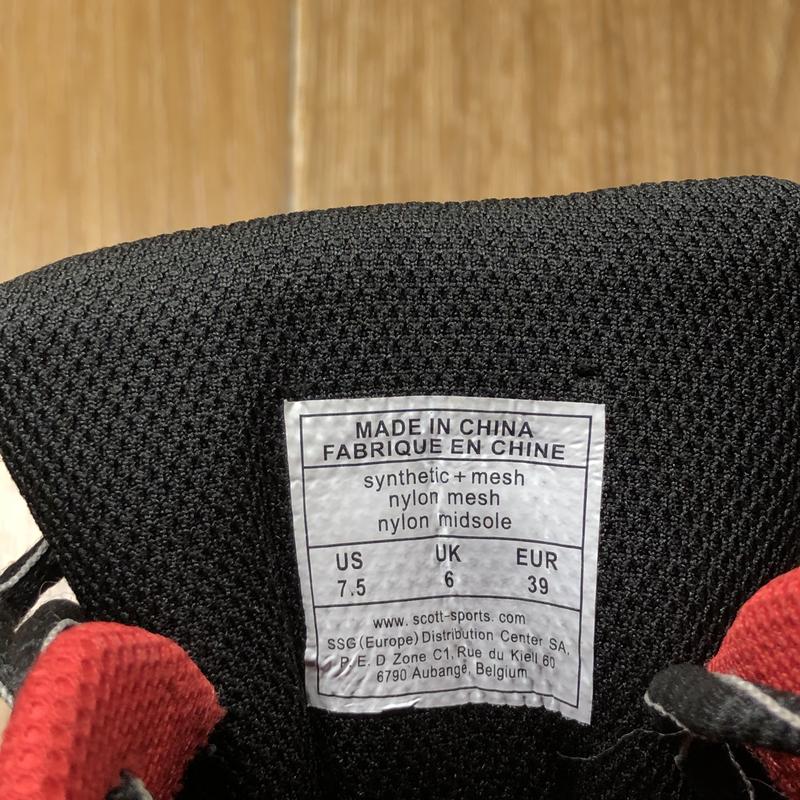 MADE IN CHINA
FABRIQUE EN CHINE
synthetic + mesh
nylon mesh
nylon midsole
US UK EUR
7.5 6 39
www. scott-sports. com
SSG (Europe) Distribution Center SA,
P. E. D Zone C1, Rue du Kiell 60
6790 Aubange, Belgium